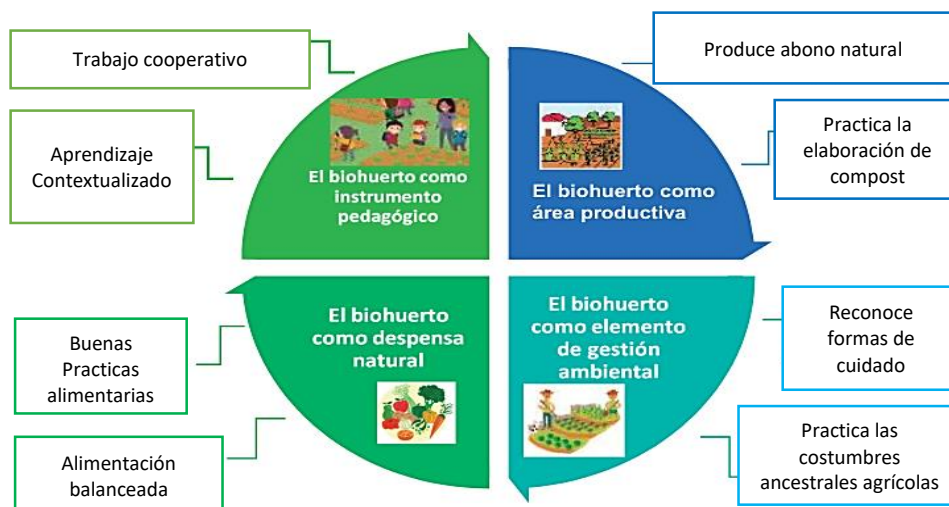 Trabajo cooperativo
Aprendizaje
Contextualizado
El biohuerto como
instrumento
pedagógico
Produce abono natural
Practica la
elaboración de
compost
El biohuerto como
área productiva
El biohuerto
como despensa
natural
Buenas
Practicas
alimentarias
Alimentación
balanceada
El biohuerto
como elemento
de gestión
ambiental
Reconoce
formas de
cuidado
Practica las
costumbres
ancestrales agrícolas